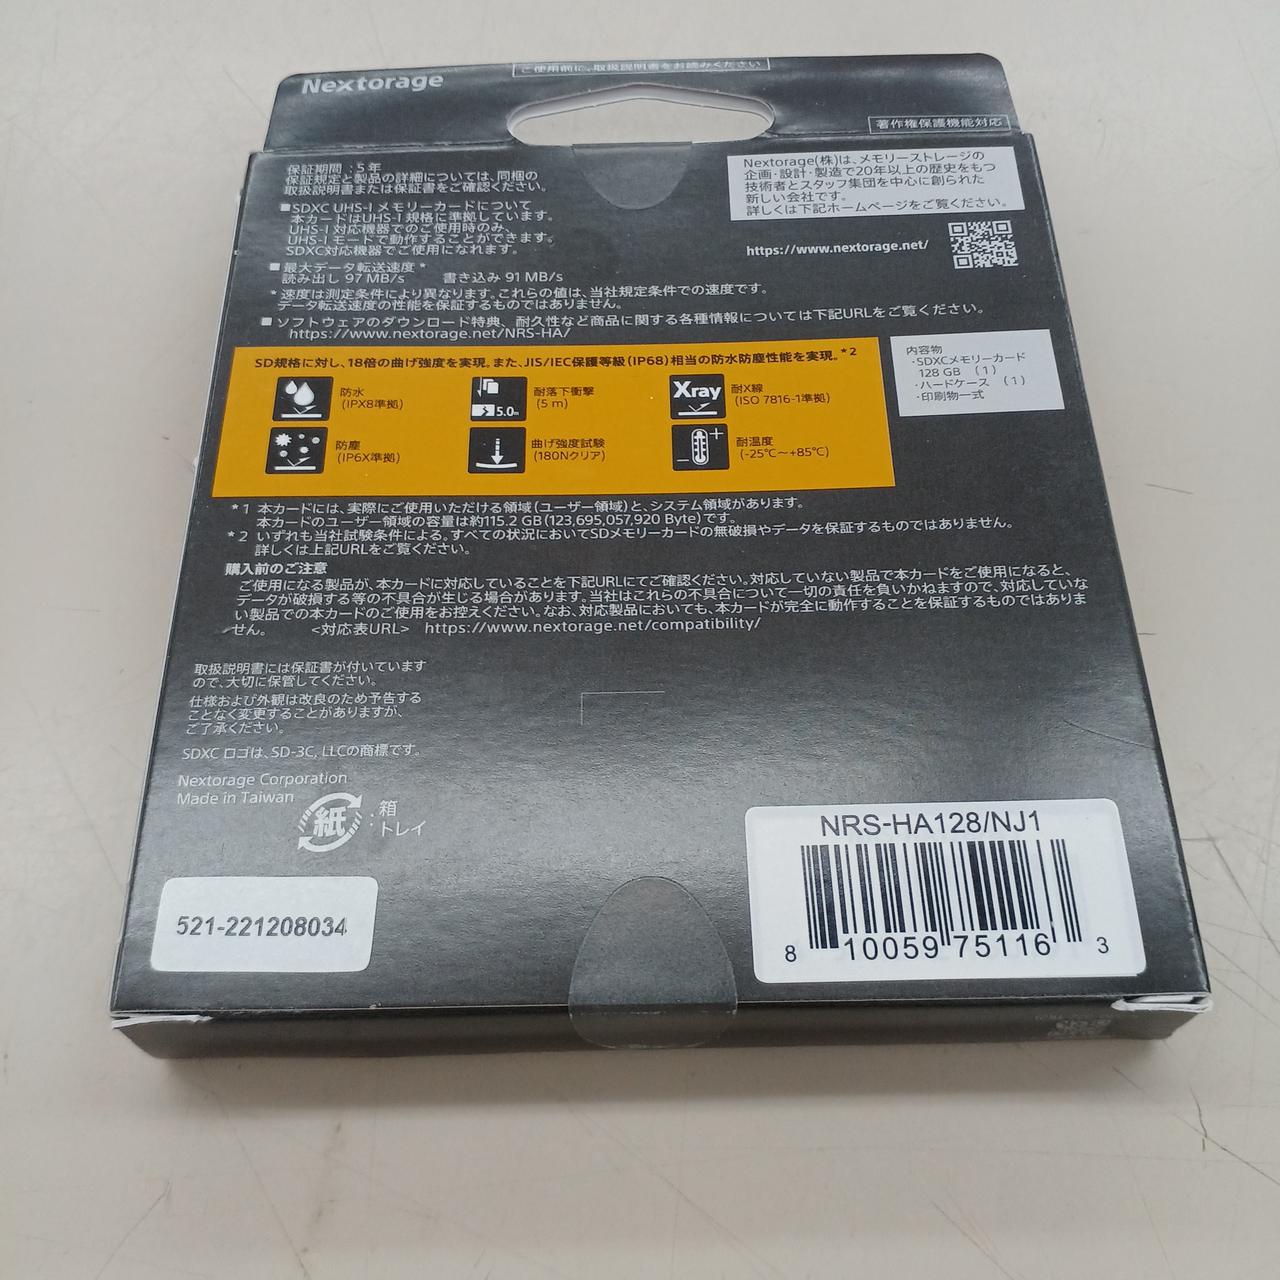 Nextorage
ご使用前に、取扱説明書をお読みください
著作権保護機能対応
保証期間：5年
保証規定と製品の詳細については、同梱の
取扱説明書または保証書をご確認ください。
■SDXC UHS-I メモリーカードについて
本カードはUHS-I 規格に準拠しています。
UHS-I 対応機器でのご使用時のみ、
UHS-I モードで動作することができます。
SDXC対応機器でご使用になれます。
■最大データ転送速度*
読み出し 97 MB/s 書き込み 91 MB/s
*速度は測定条件により異なります。これらの値は、当社規定条件での速度です。
データ転送速度の性能を保証するものではありません。
■ソフトウェアのダウンロード特典、耐久性など商品に関する各種情報については下記URLをご覧ください。
https://www.nextorage.net/NRS-HA/
Nextorage(株)は、メモリーストレージの
企画・設計・製造で20年以上の歴史をもつ
技術者とスタッフ集団を中心に創られた
新しい会社です。
詳しくは下記ホームページをご覧ください。
https://www.nextorage.net/
SD規格に対し、18倍の曲げ強度を実現。また、JIS/IEC保護等級(IP68)相当の防水防塵性能を実現。*2
防水
(IPX8準拠)
5.0m
耐落下衝撃
(5 m)
Xray
耐X線
(ISO 7816-1準拠)
防塵
(IP6X準拠)
曲げ強度試験
(180Nクリア)
耐温度
(-25℃～+85℃)
内容物
・SDXCメモリーカード
128 GB （1）
・ハードケース （1）
・印刷物一式
*1 本カードには、実際にご使用いただける領域(ユーザー領域)と、システム領域があります。
本カードのユーザー領域の容量は約115.2 GB(123,695,057,920 Byte)です。
*2 いずれも当社試験条件による。すべての状況においてSDメモリーカードの無破損やデータを保証するものではありません。
詳しくは上記URLをご覧ください。
購入前のご注意
ご使用になる製品が、本カードに対応していることを下記URLにてご確認ください。対応していない製品で本カードをご使用になると、
データが破損する等の不具合が生じる場合があります。当社はこれらの不具合について一切の責任を負いかねますので、対応していな
い製品での本カードのご使用をお控えください。なお、対応製品においても、本カードが完全に動作することを保証するものではありま
せん。 <対応表URL> https://www.nextorage.net/compatibility/
取扱説明書には保証書が付いています
ので、大切に保管してください。
仕様および外観は改良のため予告する
ことなく変更することがありますが、
ご了承ください。
SDXC ロゴは、SD-3C, LLCの商標です。
Nextorage Corporation
Made in Taiwan
紙：箱
トレイ
521-221208034
NRS-HA128/NJ1
8 10059 75116 3